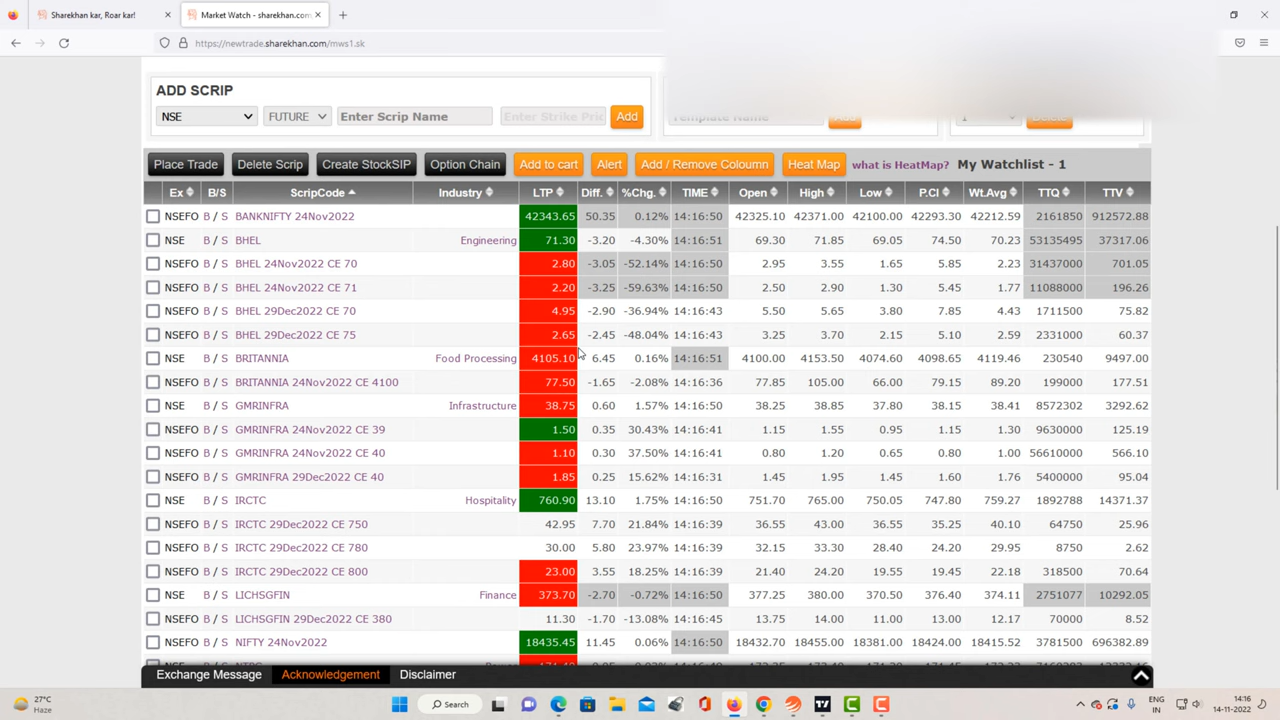 Sharekhan kar, Roar kar!
Market Watch - sharekhan.com
https://newtrade.sharekhan.com/mws1.sk
ADD SCRIP
NSE FUTURE Enter Scrip Name Enter Strike Pric Add Template Name Add 1 Delete
Place Trade Delete Scrip Create StockSIP Option Chain Add to cart Alert Add / Remove Coloumn Heat Map what is HeatMap? My Watchlist - 1
Ex B/S ScripCode Industry LTP Diff. %Chg. TIME Open High Low P.Cl Wt.Avg TTQ TTV
NSEFO B / S BANKNIFTY 24Nov2022 42343.65 50.35 0.12% 14:16:50 42325.10 42371.00 42100.00 42293.30 42212.59 2161850 912572.88
NSE B / S BHEL Engineering 71.30 -3.20 -4.30% 14:16:51 69.30 71.85 69.05 74.50 70.23 53135495 37317.06
NSEFO B / S BHEL 24Nov2022 CE 70 2.80 -3.05 -52.14% 14:16:50 2.95 3.55 1.65 5.85 2.23 31437000 701.05
NSEFO B / S BHEL 24Nov2022 CE 71 2.20 -3.25 -59.63% 14:16:50 2.50 2.90 1.30 5.45 1.77 11088000 196.26
NSEFO B / S BHEL 29Dec2022 CE 70 4.95 -2.90 -36.94% 14:16:43 5.50 5.65 3.80 7.85 4.43 1711500 75.82
NSEFO B / S BHEL 29Dec2022 CE 75 2.65 -2.45 -48.04% 14:16:43 3.25 3.70 2.15 5.10 2.59 2331000 60.37
NSE B / S BRITANNIA Food Processing 4105.10 6.45 0.16% 14:16:51 4100.00 4153.50 4074.60 4098.65 4119.46 230540 9497.00
NSEFO B / S BRITANNIA 24Nov2022 CE 4100 77.50 -1.65 -2.08% 14:16:36 77.85 105.00 66.00 79.15 89.20 199000 177.51
NSE B / S GMRINFRA Infrastructure 38.75 0.60 1.57% 14:16:50 38.25 38.85 37.80 38.15 38.41 8572302 3292.62
NSEFO B / S GMRINFRA 24Nov2022 CE 39 1.50 0.35 30.43% 14:16:41 1.15 1.55 0.95 1.15 1.30 9630000 125.19
NSEFO B / S GMRINFRA 24Nov2022 CE 40 1.10 0.30 37.50% 14:16:41 0.80 1.20 0.65 0.80 1.00 56610000 566.10
NSEFO B / S GMRINFRA 29Dec2022 CE 40 1.85 0.25 15.62% 14:16:31 1.45 1.95 1.45 1.60 1.76 5400000 95.04
NSE B / S IRCTC Hospitality 760.90 13.10 1.75% 14:16:50 751.70 765.00 750.05 747.80 759.27 1892788 14371.37
NSEFO B / S IRCTC 29Dec2022 CE 750 42.95 7.70 21.84% 14:16:39 36.55 43.00 36.55 35.25 40.10 64750 25.96
NSEFO B / S IRCTC 29Dec2022 CE 780 30.00 5.80 23.97% 14:16:39 32.15 33.30 28.40 24.20 29.95 8750 2.62
NSEFO B / S IRCTC 29Dec2022 CE 800 23.00 3.55 18.25% 14:16:39 21.40 24.20 19.55 19.45 22.18 318500 70.64
NSE B / S LICHSGFIN Finance 373.70 -2.70 -0.72% 14:16:50 377.25 380.00 370.50 376.40 374.11 2751077 10292.05
NSEFO B / S LICHSGFIN 29Dec2022 CE 380 11.30 -1.70 -13.08% 14:16:45 13.75 14.00 11.00 13.00 12.17 70000 8.52
NSEFO B / S NIFTY 24Nov2022 18435.45 11.45 0.06% 14:16:50 18432.70 18455.00 18381.00 18424.00 18415.52 3781500 696382.89
Exchange Message Acknowledgement Disclaimer
27°C
Haze
Search
ENG
IN
14:16
14-11-2022